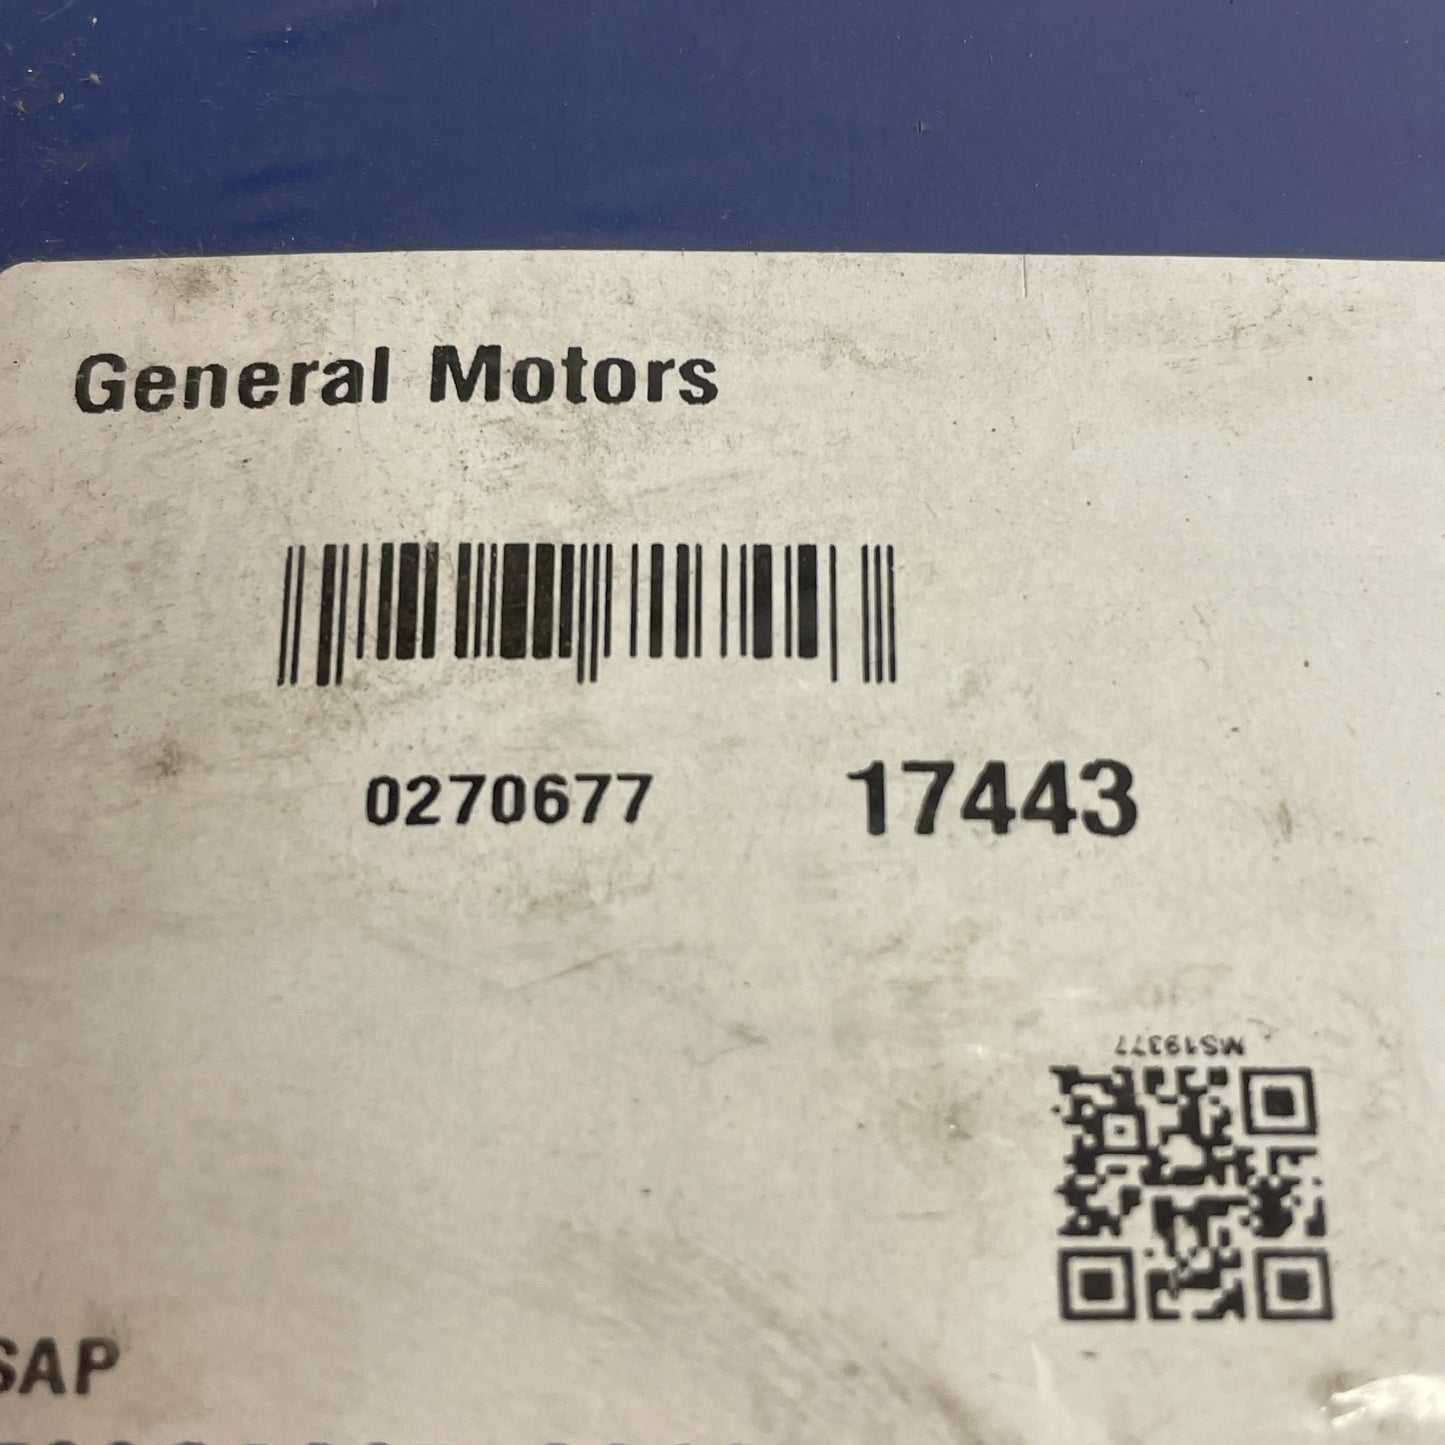 General Motors
0270677 17443
MS19377
SAP